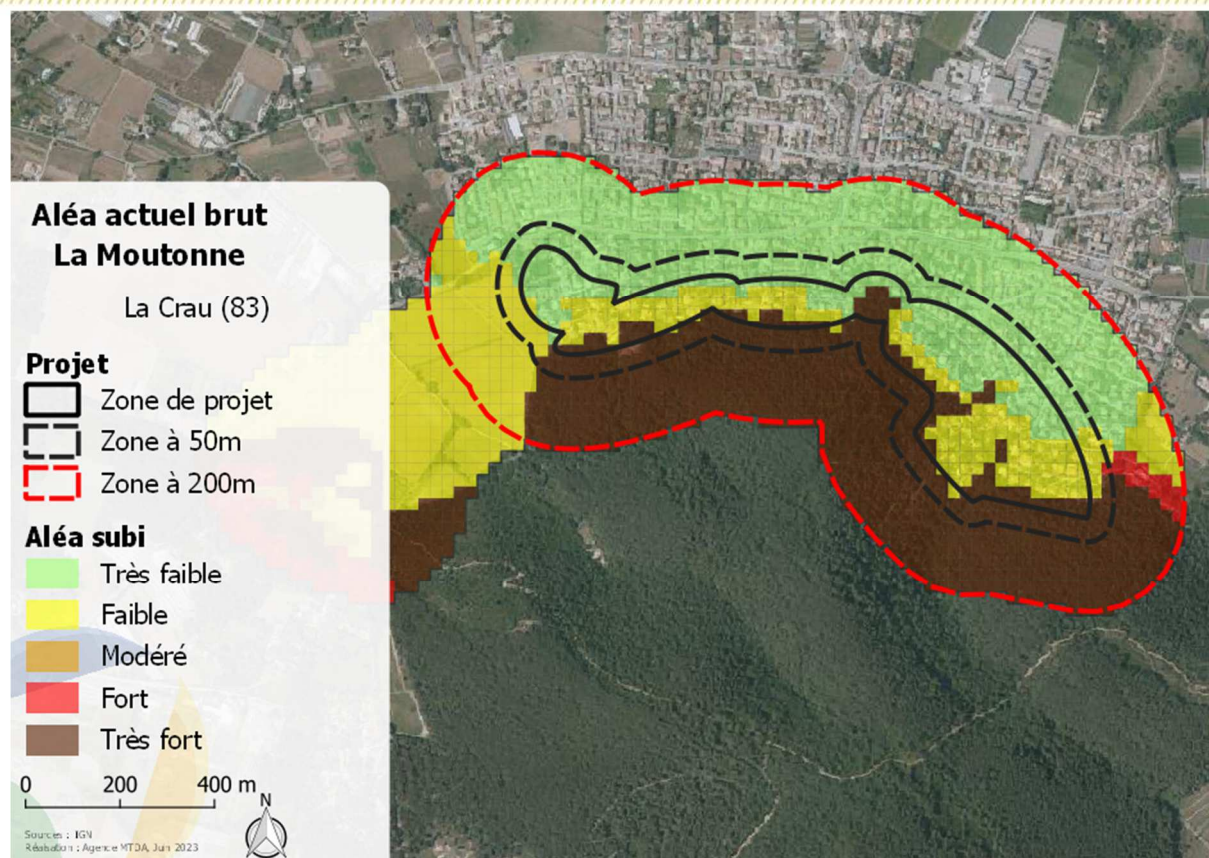 Aléa actuel brut
La Moutonne
La Crau (83)
Projet
Zone de projet
Zone à 50m
Zone à 200m
Aléa subi
Très faible
Faible
Modéré
Fort
Très fort
0 200 400 m
N
Sources : IGN
Réalisation : Agence MTDA, Juin 2023